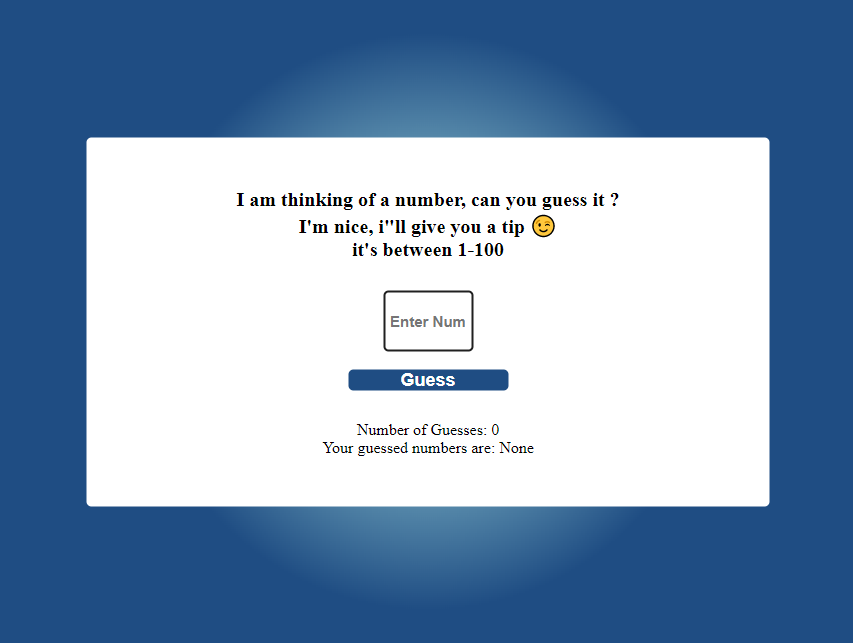 I am thinking of a number, can you guess it ?
I'm nice, i"ll give you a tip 😉
it's between 1-100
Enter Num
Guess
Number of Guesses: 0
Your guessed numbers are: None